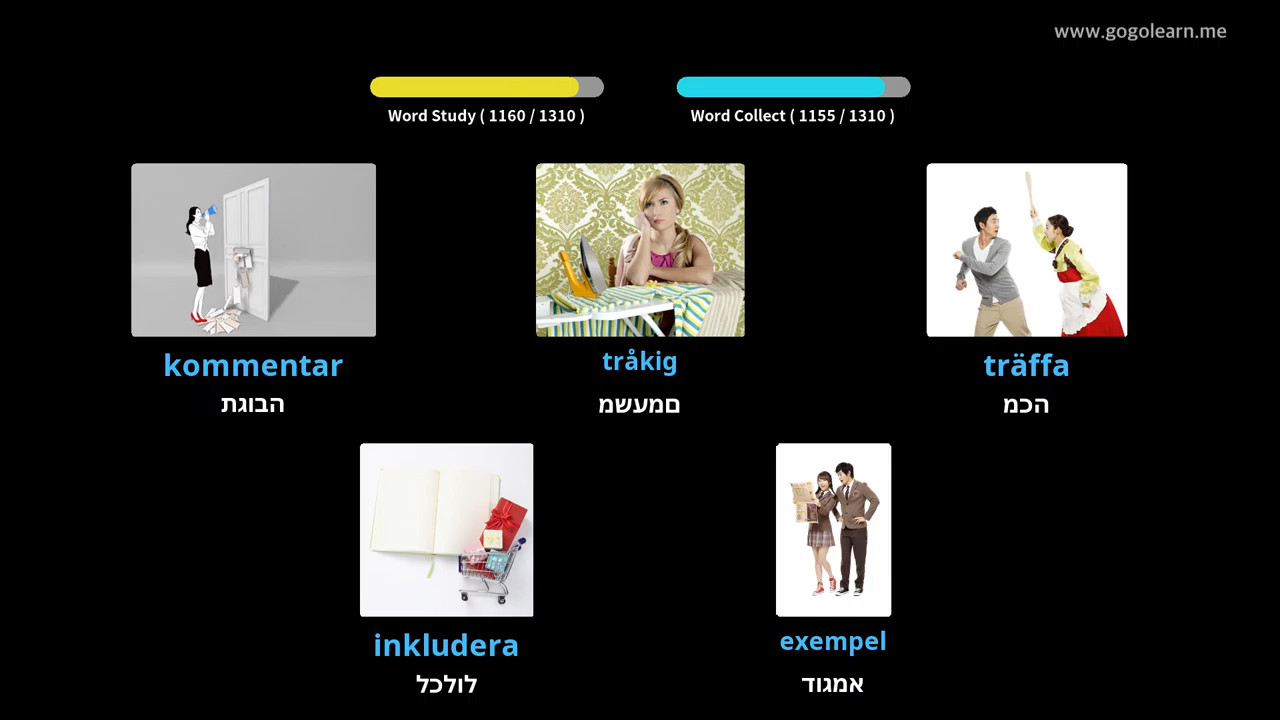 www.gogolearn.me
Word Study ( 1160 / 1310 )
Word Collect ( 1155 / 1310 )
kommentar
תגובה
tråkig
משעמם
träffa
מכה
inkludera
לכלול
exempel
דוגמא